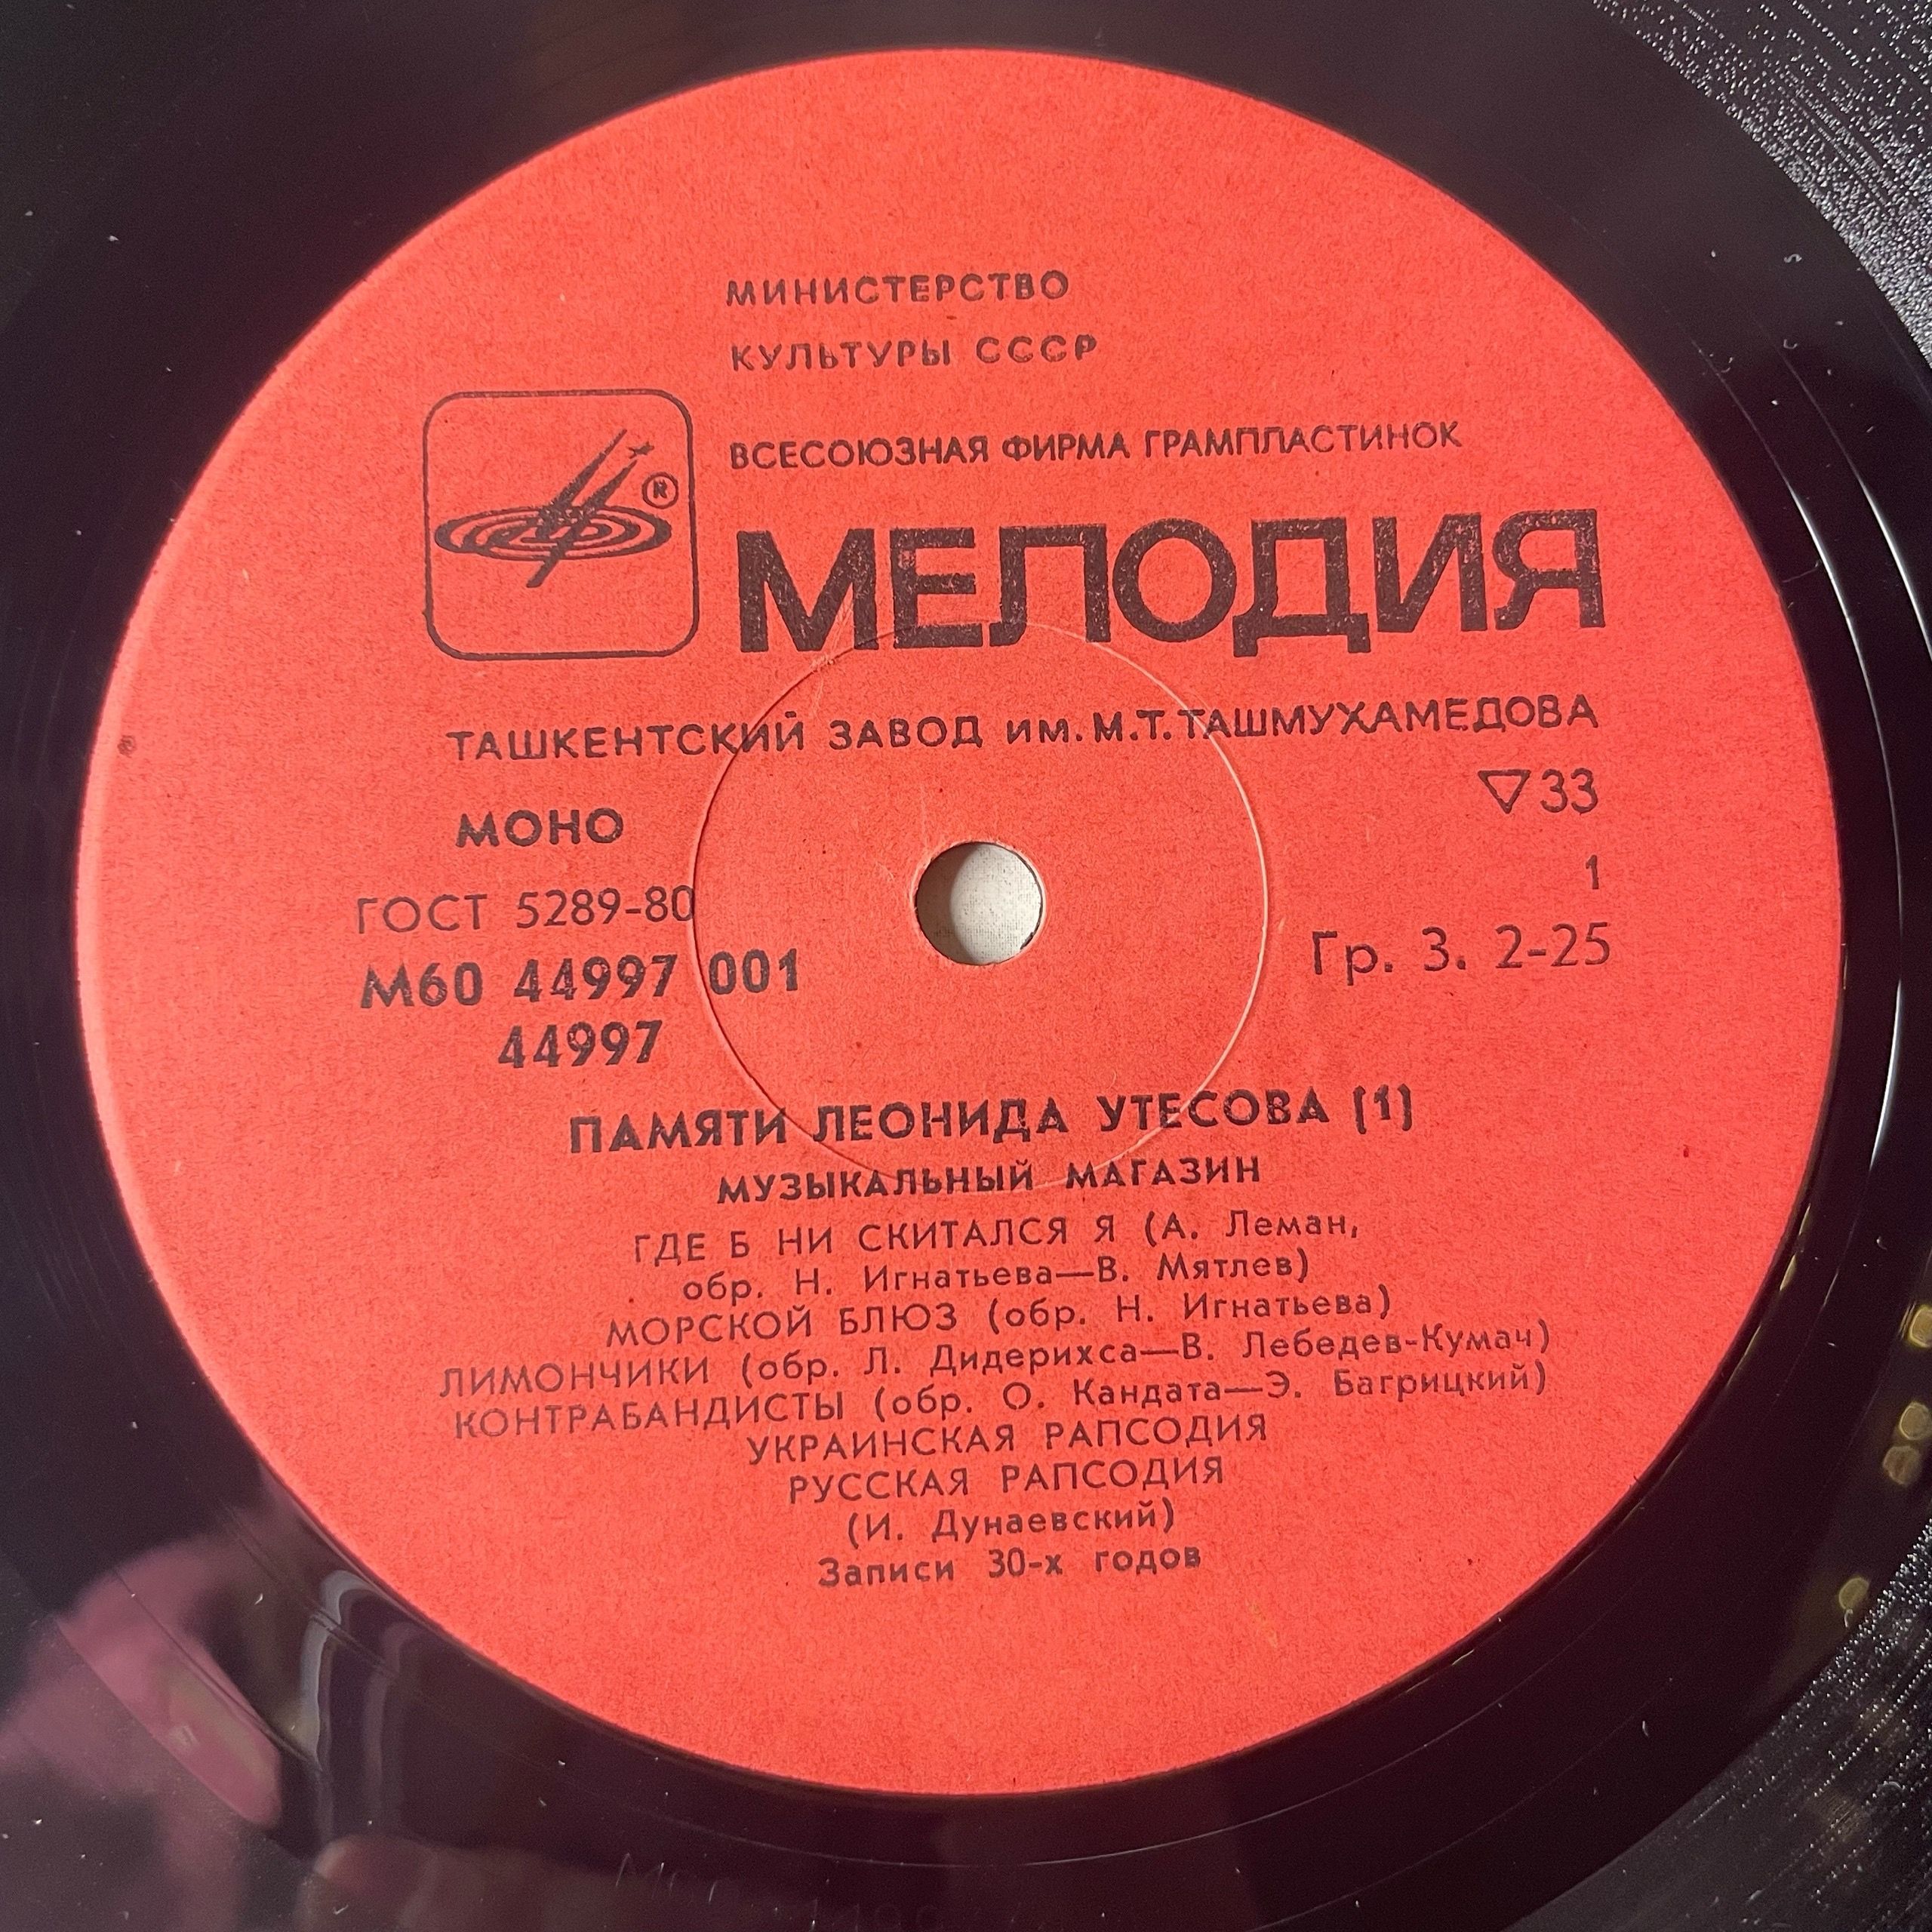 МИНИСТЕРСТВО
КУЛЬТУРЫ СССР
ВСЕСОЮЗНАЯ ФИРМА ГРАМПЛАСТИНОК
®
МЕЛОДИЯ
ТАШКЕНТСКИЙ ЗАВОД ИМ. М.Т. ТАШМУХАМЕДОВА
МОНО
▽33
1
ГОСТ 5289-80
Гр. 3. 2-25
М60 44997 001
44997
ПАМЯТИ ЛЕОНИДА УТЕСОВА (1)
МУЗЫКАЛЬНЫЙ МАГАЗИН
ГДЕ Б НИ СКИТАЛСЯ Я (А. Леман,
обр. Н. Игнатьева—В. Мятлев)
МОРСКОЙ БЛЮЗ (обр. Н. Игнатьева)
ЛИМОНЧИКИ (обр. Л. Дидерихса—В. Лебедев-Кумач)
КОНТРАБАНДИСТЫ (обр. О. Кандата—Э. Багрицкий)
УКРАИНСКАЯ РАПСОДИЯ
РУССКАЯ РАПСОДИЯ
(И. Дунаевский)
Записи 30-х годов